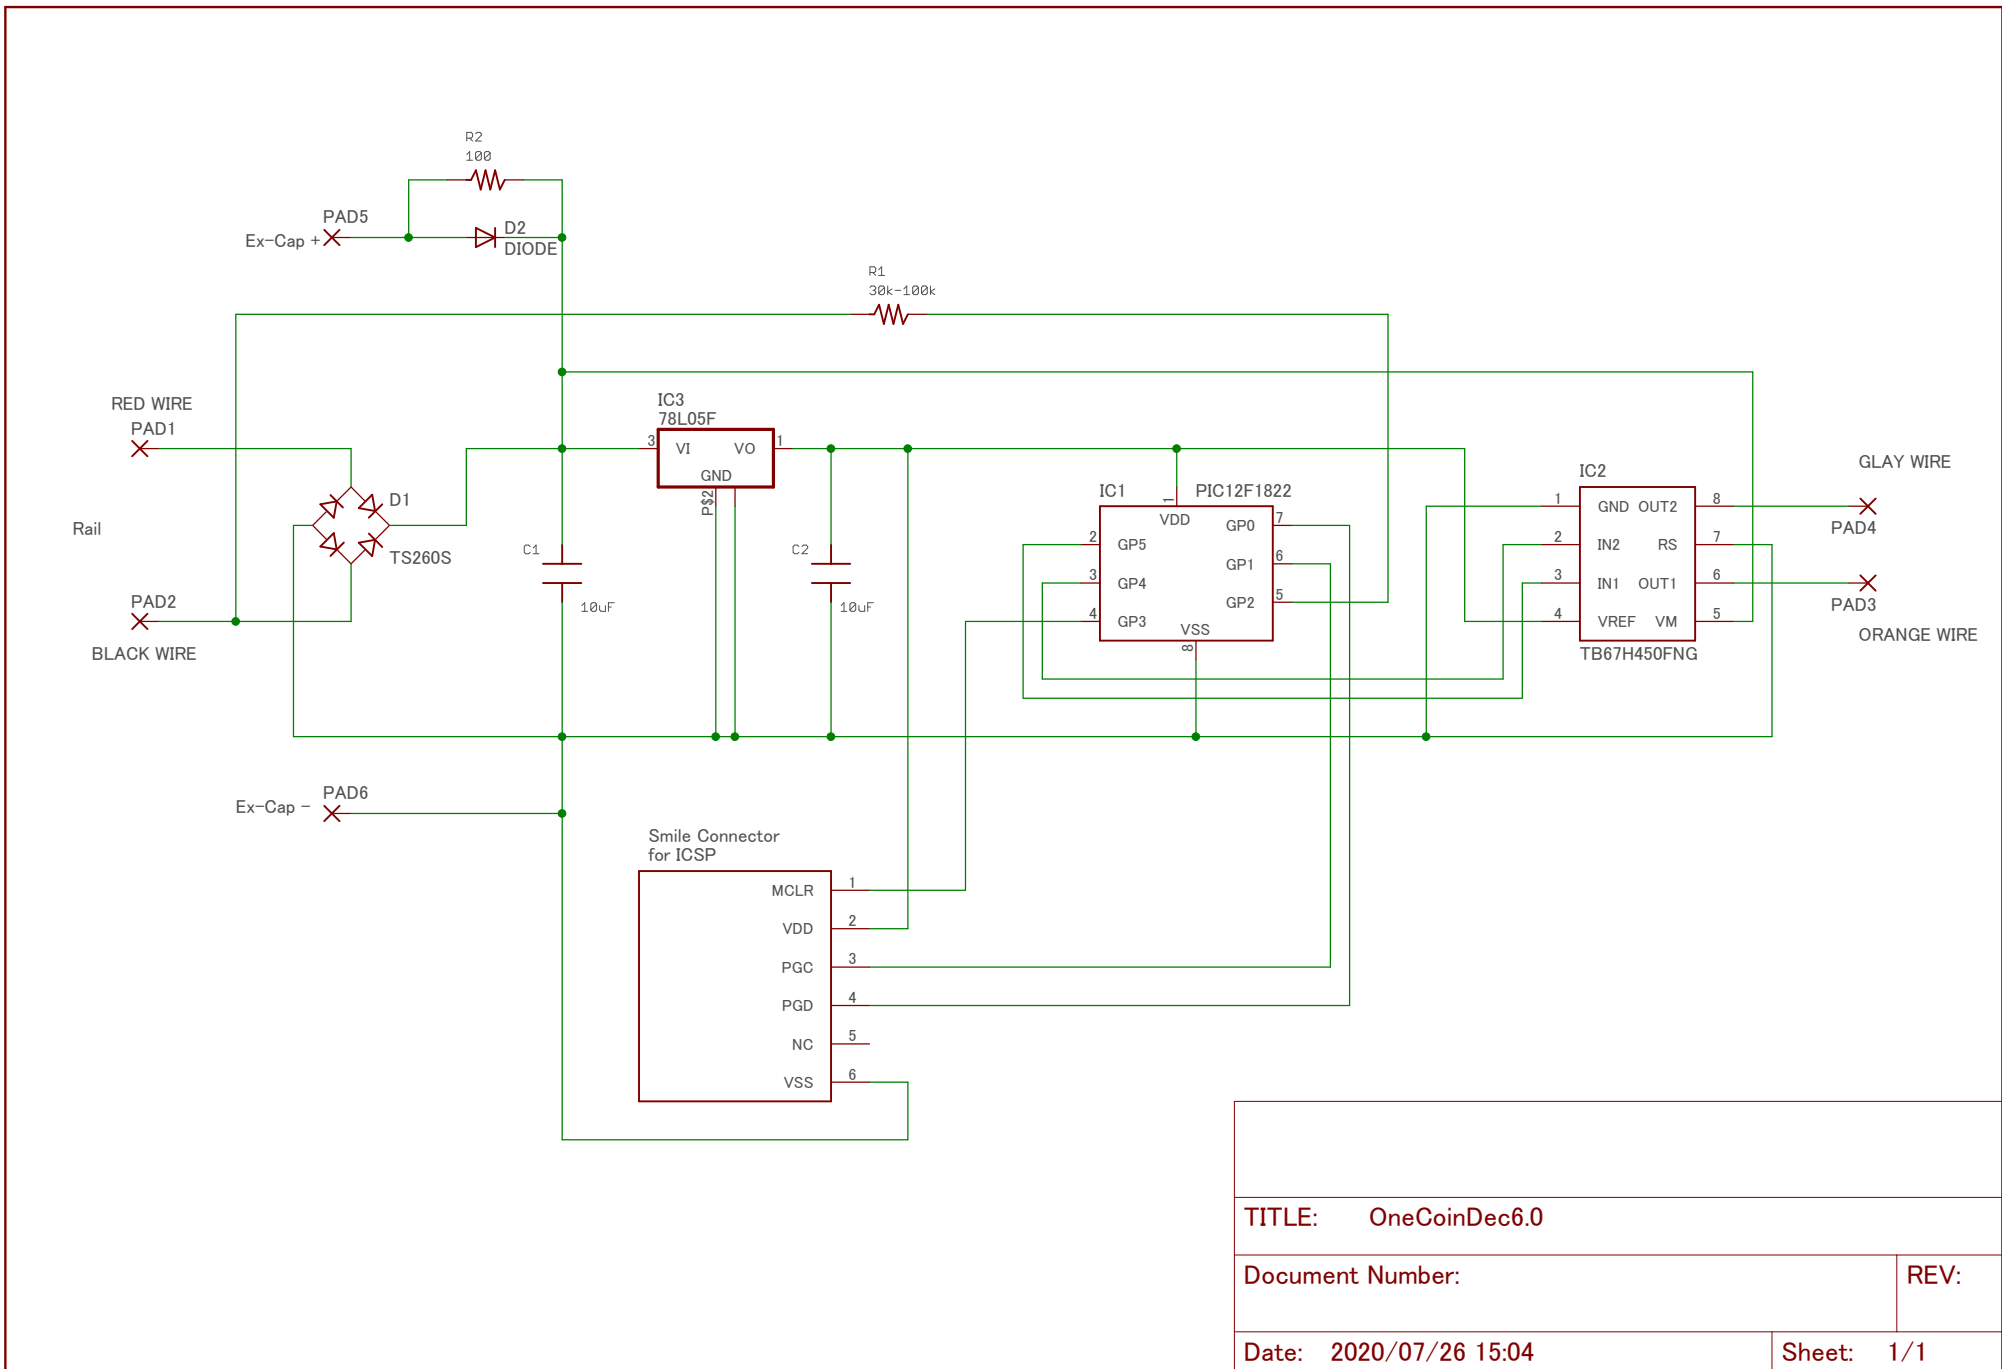 R2
100
PAD5
Ex-Cap +
D2
DIODE
R1
30k-100k
RED WIRE
PAD1
IC3
78L05F
3
VI
VO
1
GND
P$2
D1
TS260S
Rail
PAD2
BLACK WIRE
C1
10uF
C2
10uF
IC1
PIC12F1822
1
VDD
2
GP5
3
GP4
4
GP3
GP0
7
GP1
6
GP2
5
VSS
8
IC2
1
GND
OUT2
8
2
IN2
RS
7
3
IN1
OUT1
6
4
VREF
VM
5
TB67H450FNG
GLAY WIRE
PAD4
PAD3
ORANGE WIRE
Ex-Cap -
PAD6
Smile Connector
for ICSP
MCLR
1
VDD
2
PGC
3
PGD
4
NC
5
VSS
6
TITLE: OneCoinDec6.0
Document Number:
REV:
Date: 2020/07/26 15:04
Sheet: 1/1